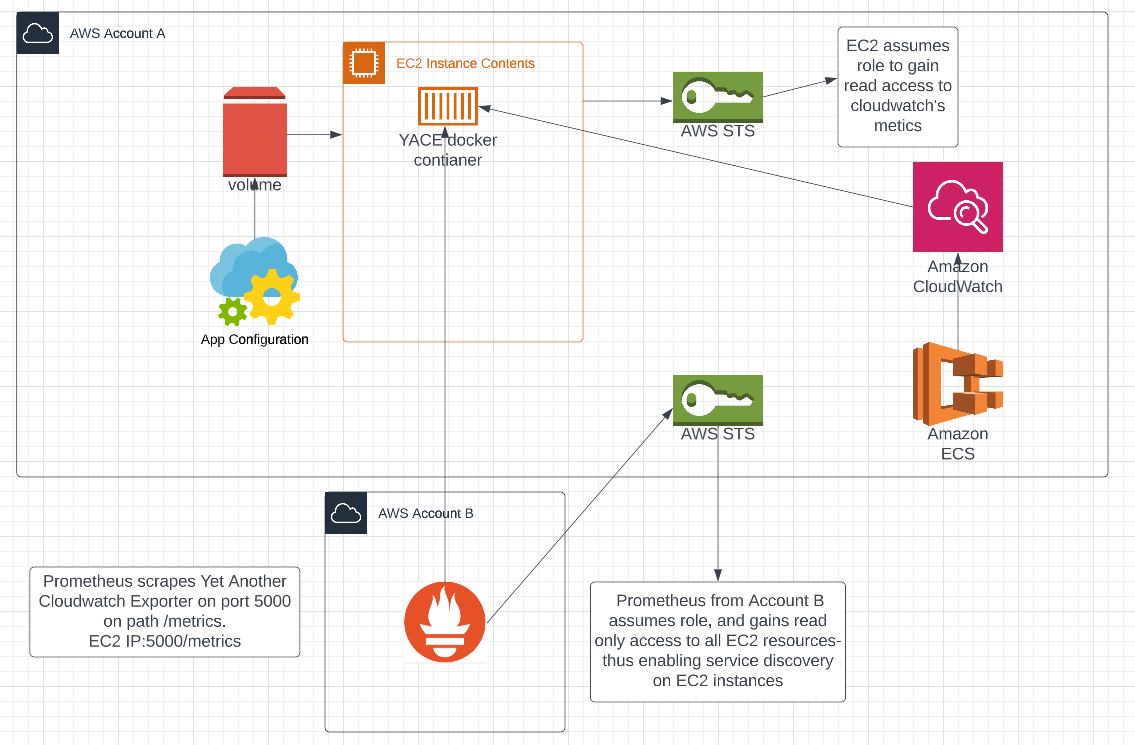 AWS Account A
EC2 Instance Contents
YACE docker
contianer
AWS STS
EC2 assumes
role to gain
read access to
cloudwatch's
metics
volume
App Configuration
Amazon
CloudWatch
AWS STS
Amazon
ECS
AWS Account B
Prometheus scrapes Yet Another
Cloudwatch Exporter on port 5000
on path /metrics.
EC2 IP:5000/metrics
Prometheus from Account B
assumes role, and gains read
only access to all EC2 resources-
thus enabling service discovery
on EC2 instances